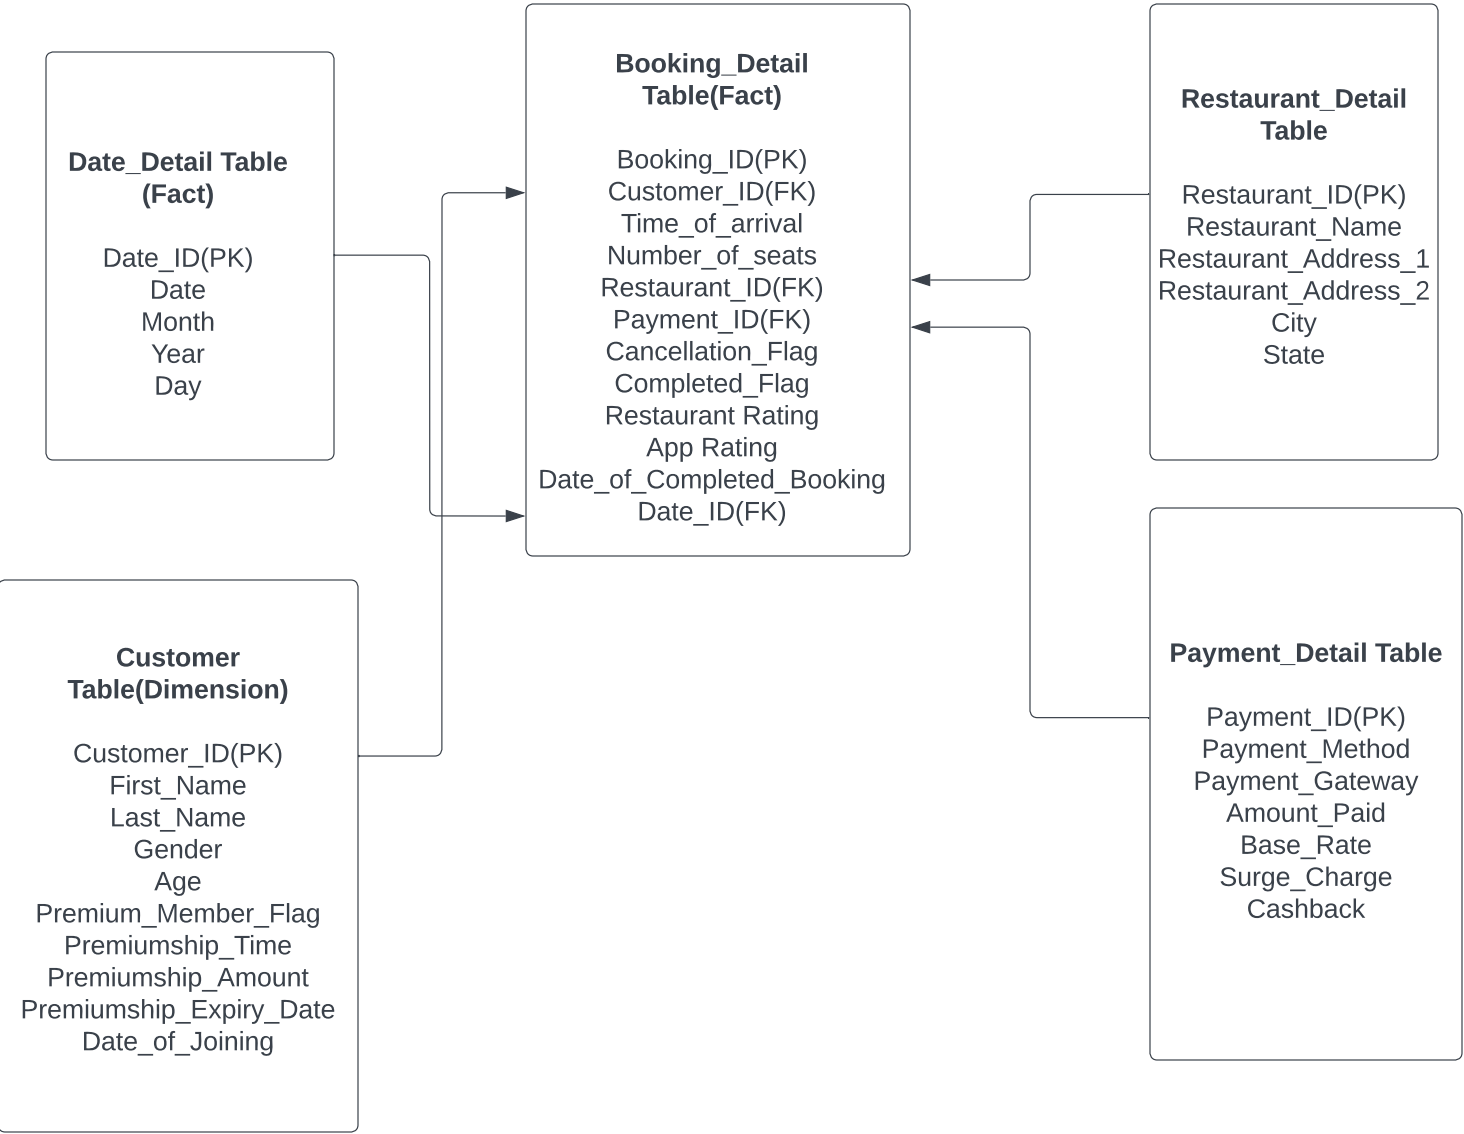 Date_Detail Table
(Fact)
Date_ID(PK)
Date
Month
Year
Day
Customer
Table(Dimension)
Customer_ID(PK)
First_Name
Last_Name
Gender
Age
Premium_Member_Flag
Premiumship_Time
Premiumship_Amount
Premiumship_Expiry_Date
Date_of_Joining
Booking_Detail
Table(Fact)
Booking_ID(PK)
Customer_ID(FK)
Time_of_arrival
Number_of_seats
Restaurant_ID(FK)
Payment_ID(FK)
Cancellation_Flag
Completed_Flag
Restaurant Rating
App Rating
Date_of_Completed_Booking
Date_ID(FK)
Restaurant_Detail
Table
Restaurant_ID(PK)
Restaurant_Name
Restaurant_Address_1
Restaurant_Address_2
City
State
Payment_Detail Table
Payment_ID(PK)
Payment_Method
Payment_Gateway
Amount_Paid
Base_Rate
Surge_Charge
Cashback